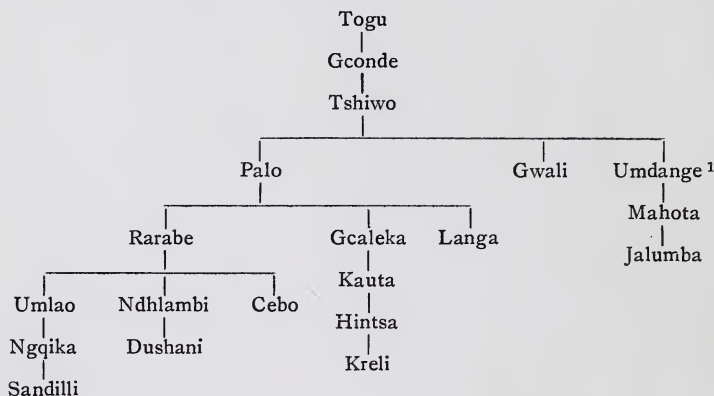 Togu
Gconde
Tshiwo
Palo Gwali Umdange 1
Mahota
Rarabe Gcaleka Langa
Jalumba
Kauta
Umlao Ndhlambi Cebo
Hintsa
Ngqika Dushani
Kreli
Sandilli